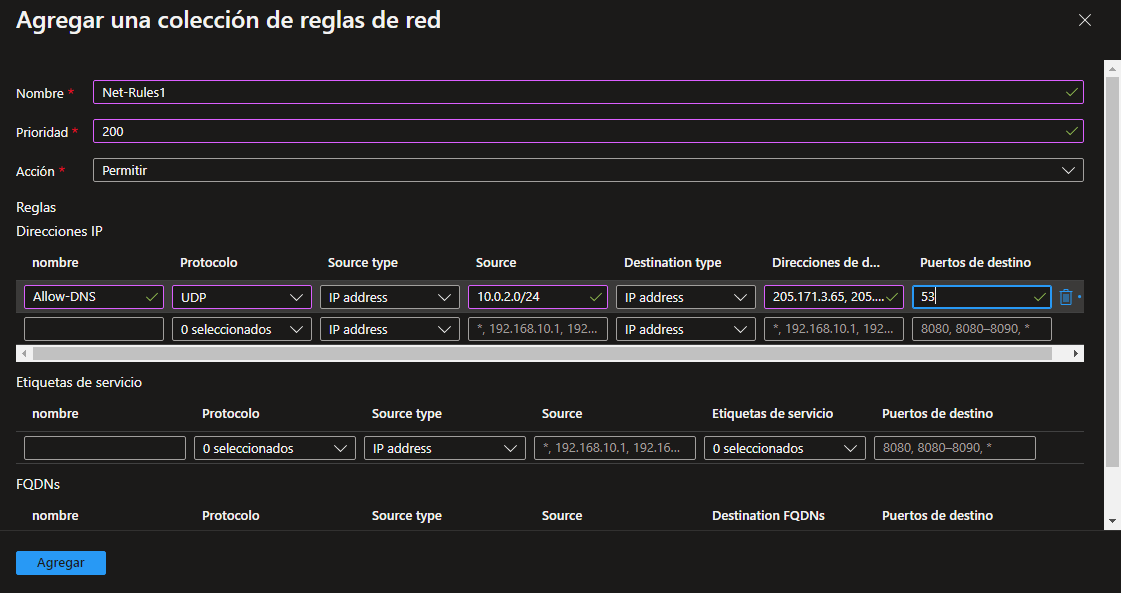 Agregar una colección de reglas de red
Nombre *
Net-Rules1
Prioridad *
200
Acción *
Permitir
Reglas
Direcciones IP
nombre Protocolo Source type Source Destination type Direcciones de d... Puertos de destino
Allow-DNS UDP IP address 10.0.2.0/24 IP address 205.171.3.65, 205.... 53
0 seleccionados IP address *, 192.168.10.1, 192... IP address *, 192.168.10.1, 192... 8080, 8080–8090, *
Etiquetas de servicio
nombre Protocolo Source type Source Etiquetas de servicio Puertos de destino
0 seleccionados IP address *, 192.168.10.1, 192.16... 0 seleccionados 8080, 8080–8090, *
FQDNs
nombre Protocolo Source type Source Destination FQDNs Puertos de destino
Agregar